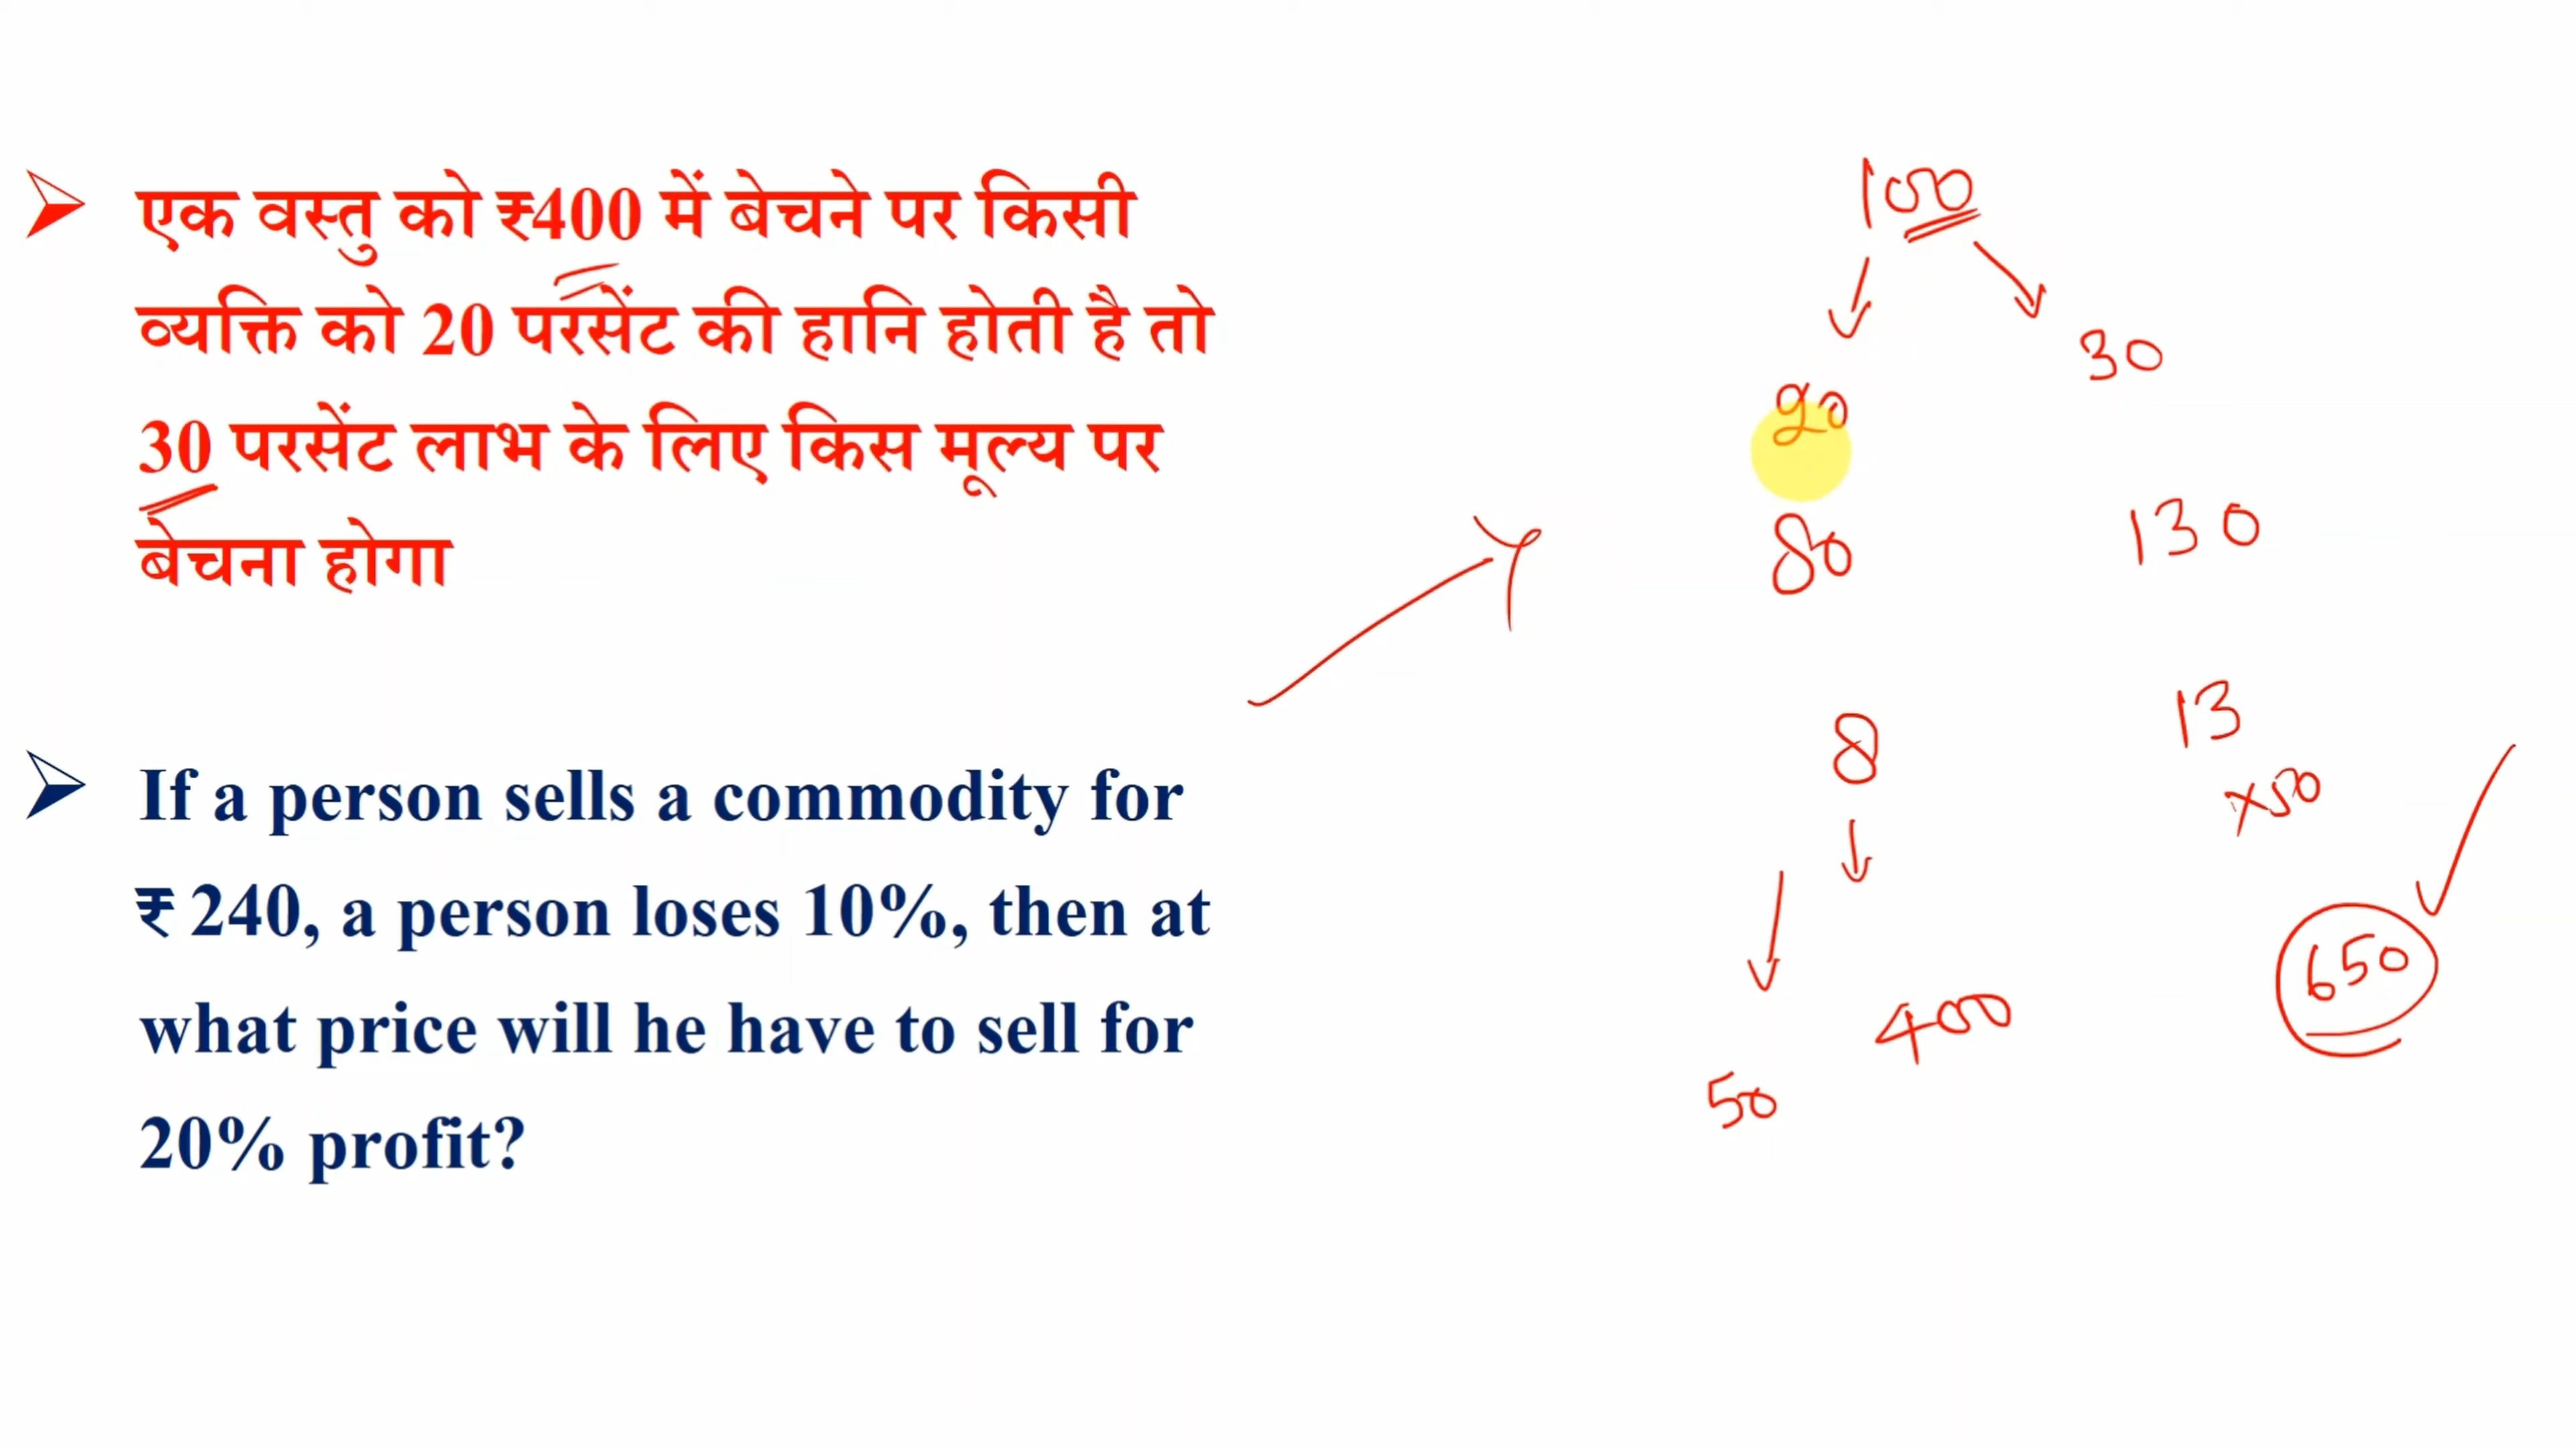 एक वस्तु को ₹400 में बेचने पर किसी
व्यक्ति को 20 परसेंट की हानि होती है तो
30 परसेंट लाभ के लिए किस मूल्य पर
बेचना होगा
If a person sells a commodity for
₹ 240, a person loses 10%, then at
what price will he have to sell for
20% profit?
100
30
20
80
130
8
13
×50
400
650
50